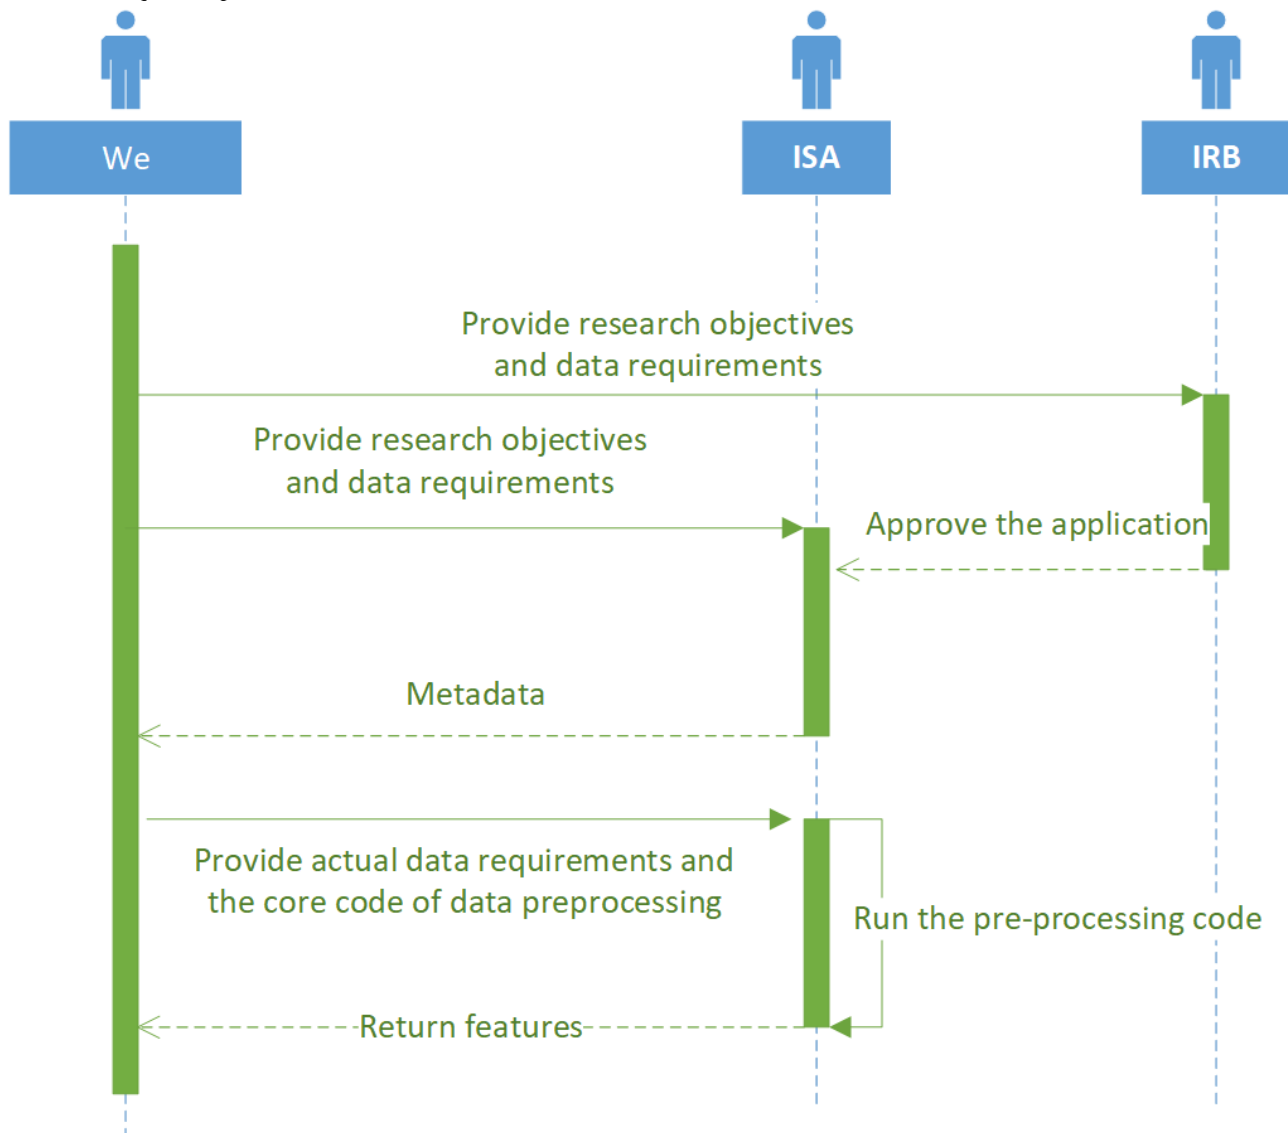 We
ISA
IRB
Provide research objectives
and data requirements
Provide research objectives
and data requirements
Approve the application
Metadata
Provide actual data requirements and
the core code of data preprocessing
Run the pre-processing code
Return features